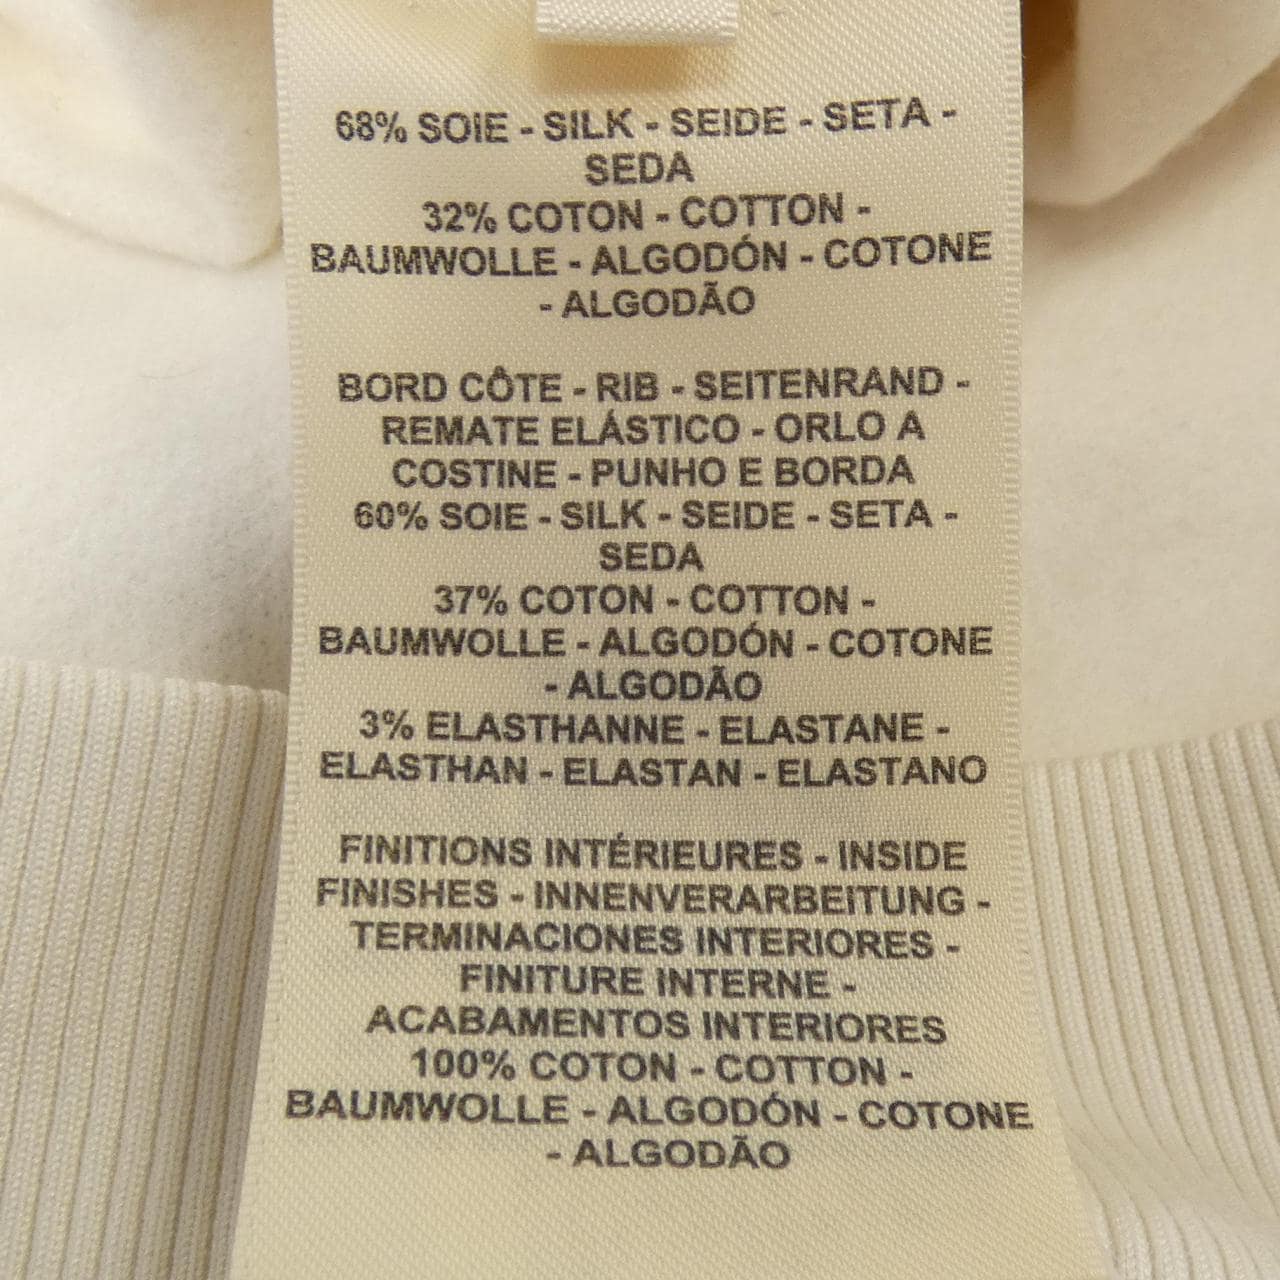 68% SOIE - SILK - SEIDE - SETA -
SEDA
32% COTON - COTTON -
BAUMWOLLE - ALGODÓN - COTONE
- ALGODÃO
BORD CÔTE - RIB - SEITENRAND -
REMATE ELÁSTICO - ORLO A
COSTINE - PUNHO E BORDA
60% SOIE - SILK - SEIDE - SETA -
SEDA
37% COTON - COTTON -
BAUMWOLLE - ALGODÓN - COTONE
- ALGODÃO
3% ELASTHANNE - ELASTANE -
ELASTHAN - ELASTAN - ELASTANO
FINITIONS INTÉRIEURES - INSIDE
FINISHES - INNENVERARBEITUNG -
TERMINACIONES INTERIORES -
FINITURE INTERNE -
ACABAMENTOS INTERIORES
100% COTON - COTTON -
BAUMWOLLE - ALGODÓN - COTONE
- ALGODÃO